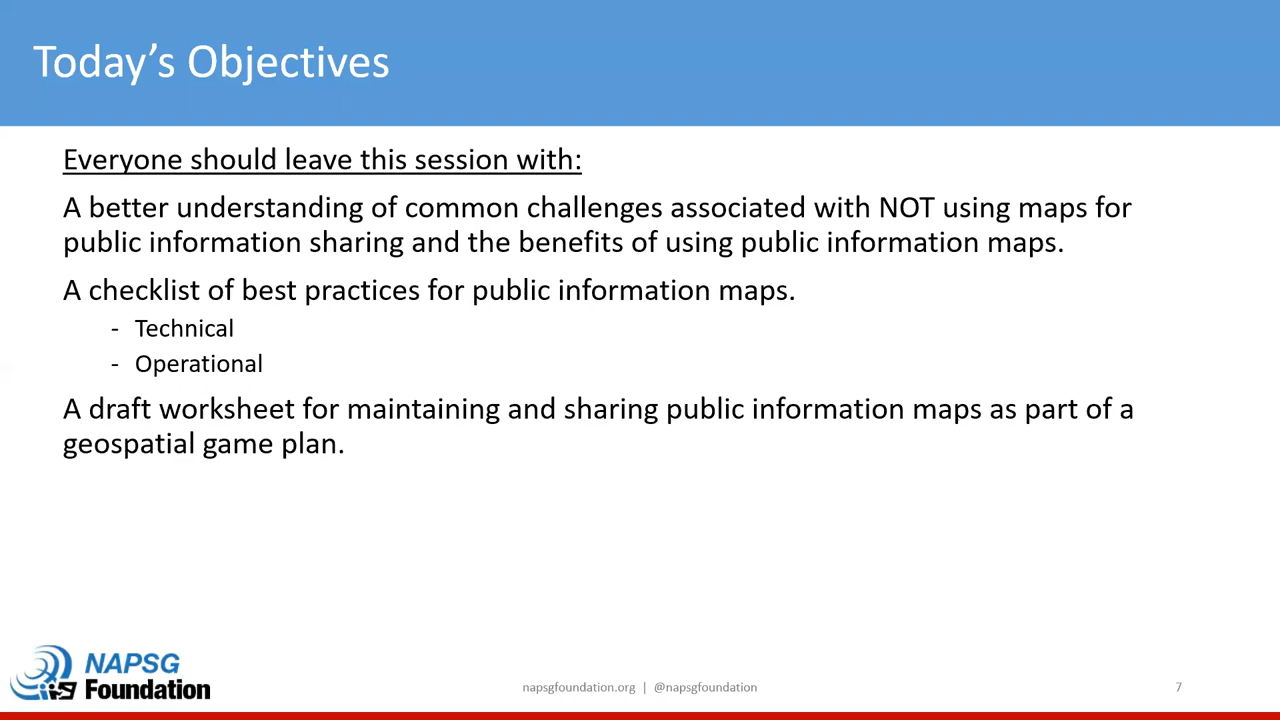 Today's Objectives
Everyone should leave this session with:
A better understanding of common challenges associated with NOT using maps for
public information sharing and the benefits of using public information maps.
A checklist of best practices for public information maps.
- Technical
- Operational
A draft worksheet for maintaining and sharing public information maps as part of a
geospatial game plan.
NAPSG
Foundation
napsgfoundation.org | @napsgfoundation
7